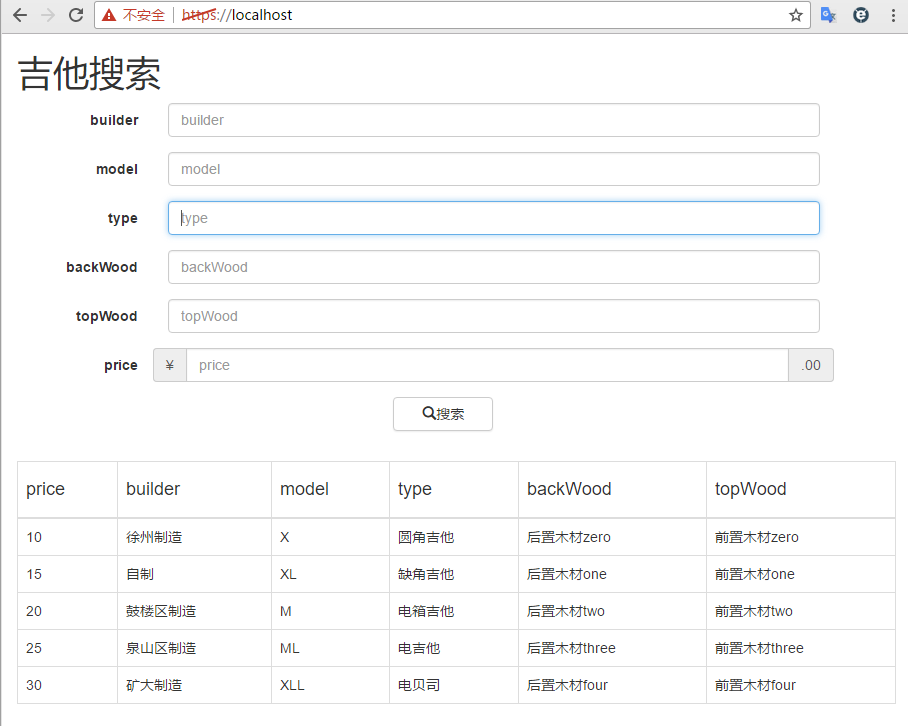 不安全 https://localhost
吉他搜索
builder builder
model model
type type
backWood backWood
topWood topWood
price ¥ price .00
搜索
price builder model type backWood topWood
10 徐州制造 X 圆角吉他 后置木材zero 前置木材zero
15 自制 XL 缺角吉他 后置木材one 前置木材one
20 鼓楼区制造 M 电箱吉他 后置木材two 前置木材two
25 泉山区制造 ML 电吉他 后置木材three 前置木材three
30 矿大制造 XLL 电贝司 后置木材four 前置木材four